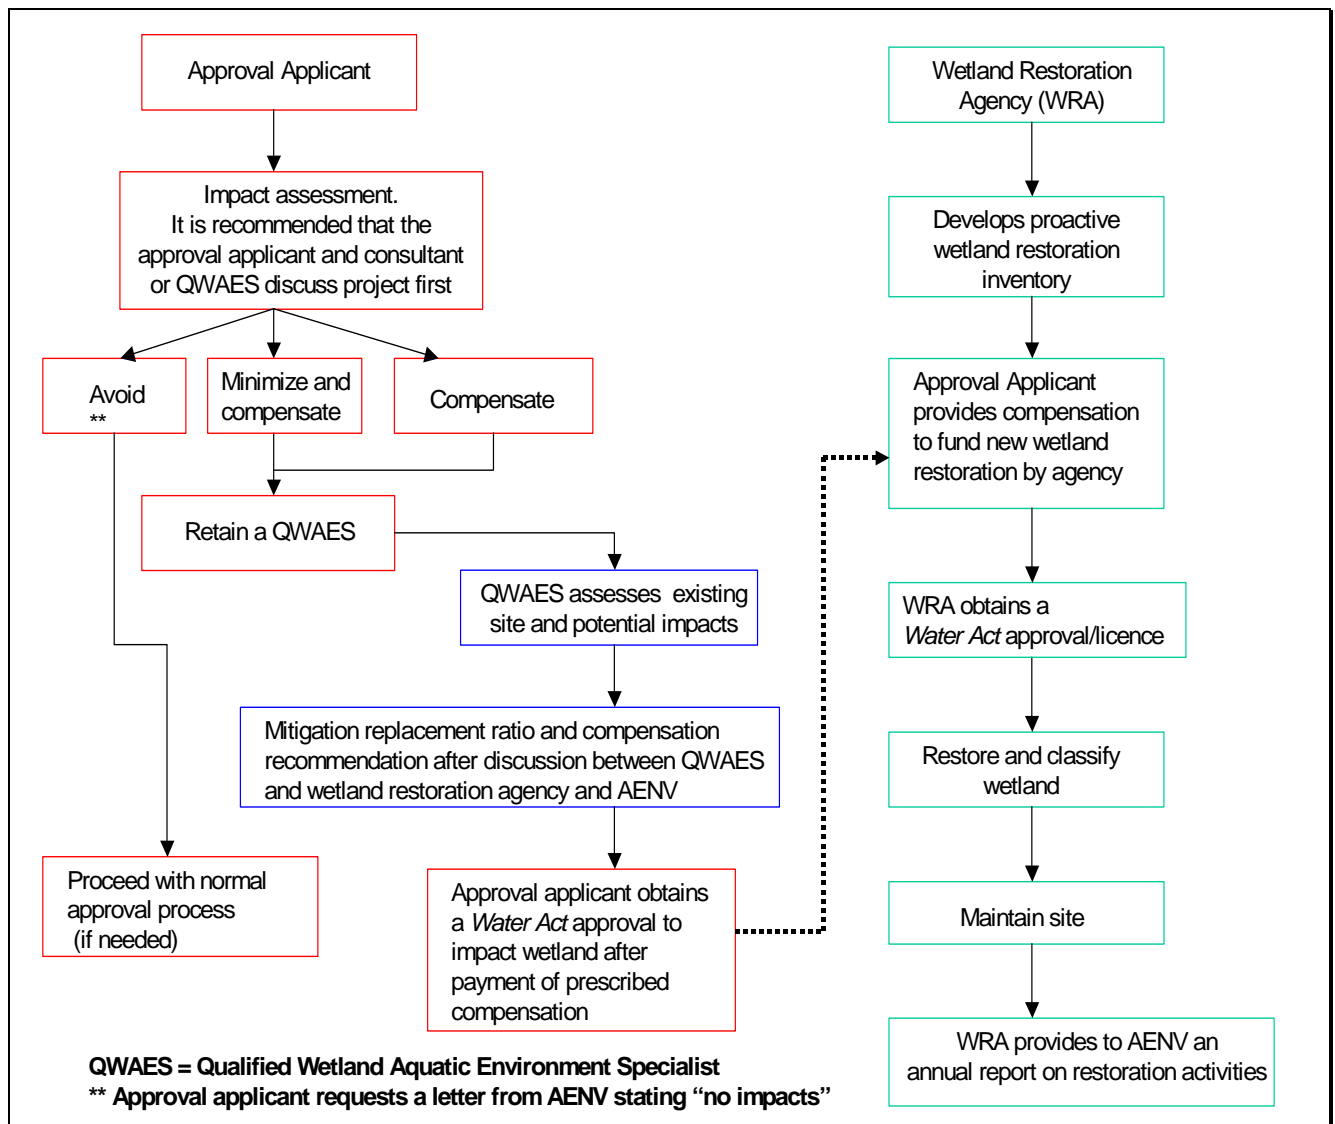 Approval Applicant
Impact assessment.
It is recommended that the
approval applicant and consultant
or QWAES discuss project first
Avoid
**
Minimize and
compensate
Compensate
Retain a QWAES
QWAES assesses existing
site and potential impacts
Mitigation replacement ratio and compensation
recommendation after discussion between QWAES
and wetland restoration agency and AENV
Proceed with normal
approval process
(if needed)
Approval applicant obtains
a Water Act approval to
impact wetland after
payment of prescribed
compensation
Wetland Restoration
Agency (WRA)
Develops proactive
wetland restoration
inventory
Approval Applicant
provides compensation
to fund new wetland
restoration by agency
WRA obtains a
Water Act approval/licence
Restore and classify
wetland
Maintain site
WRA provides to AENV an
annual report on restoration activities
QWAES = Qualified Wetland Aquatic Environment Specialist
** Approval applicant requests a letter from AENV stating “no impacts”